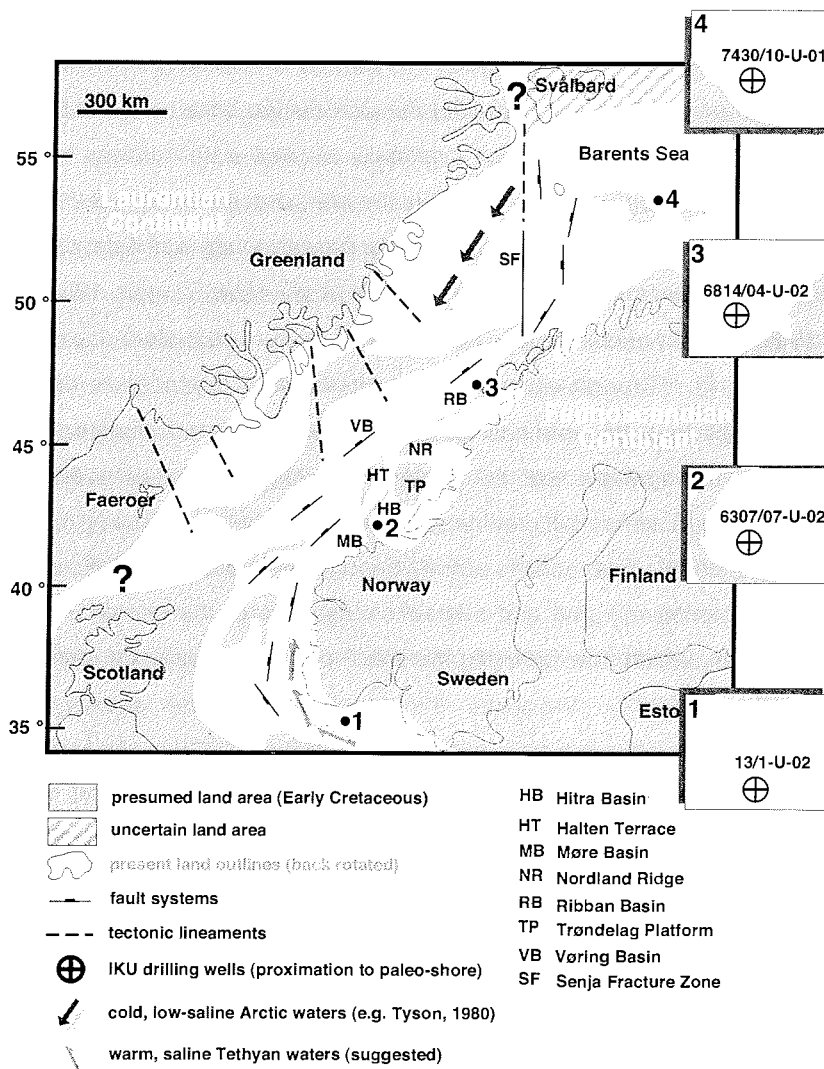 4
7430/10-U-01
300 km
?
Svålbard
55 °
Barents Sea
4
Laurentian
Continent
Greenland
SF
3
6814/04-U-02
50 °
3
RB
Fennoscandian
Continent
VB
45 °
NR
HT
TP
2
6307/07-U-02
Faeroer
HB
2
MB
40 °
?
Norway
Finland
Scotland
Sweden
1
Esto
1
35 °
13/1-U-02
presumed land area (Early Cretaceous)
uncertain land area
present land outlines (back rotated)
fault systems
tectonic lineaments
IKU drilling wells (proximation to paleo-shore)
cold, low-saline Arctic waters (e.g. Tyson, 1980)
warm, saline Tethyan waters (suggested)
HB Hitra Basin
HT Halten Terrace
MB Møre Basin
NR Nordland Ridge
RB Ribban Basin
TP Trøndelag Platform
VB Vøring Basin
SF Senja Fracture Zone